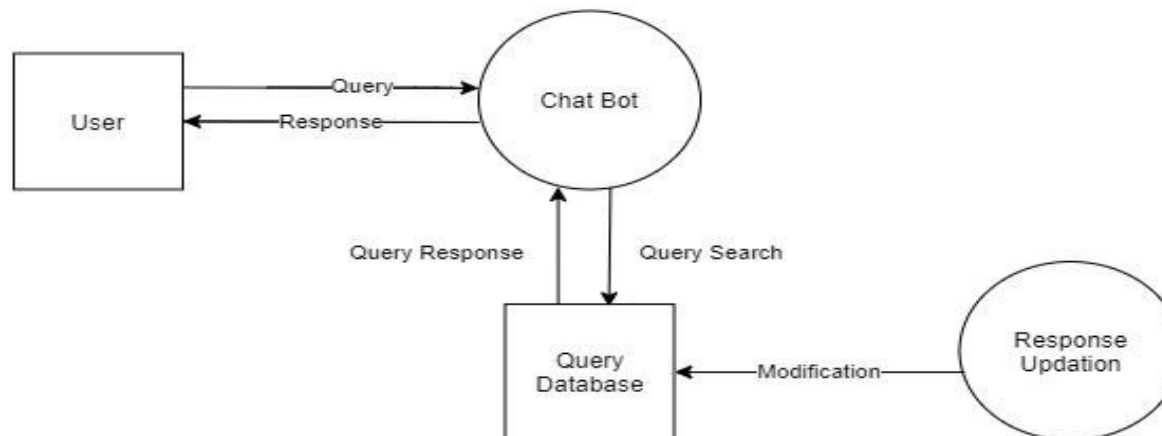 Query
Chat Bot
User
Response
Query Response
Query Search
Response
Updation
Query
Database
Modification